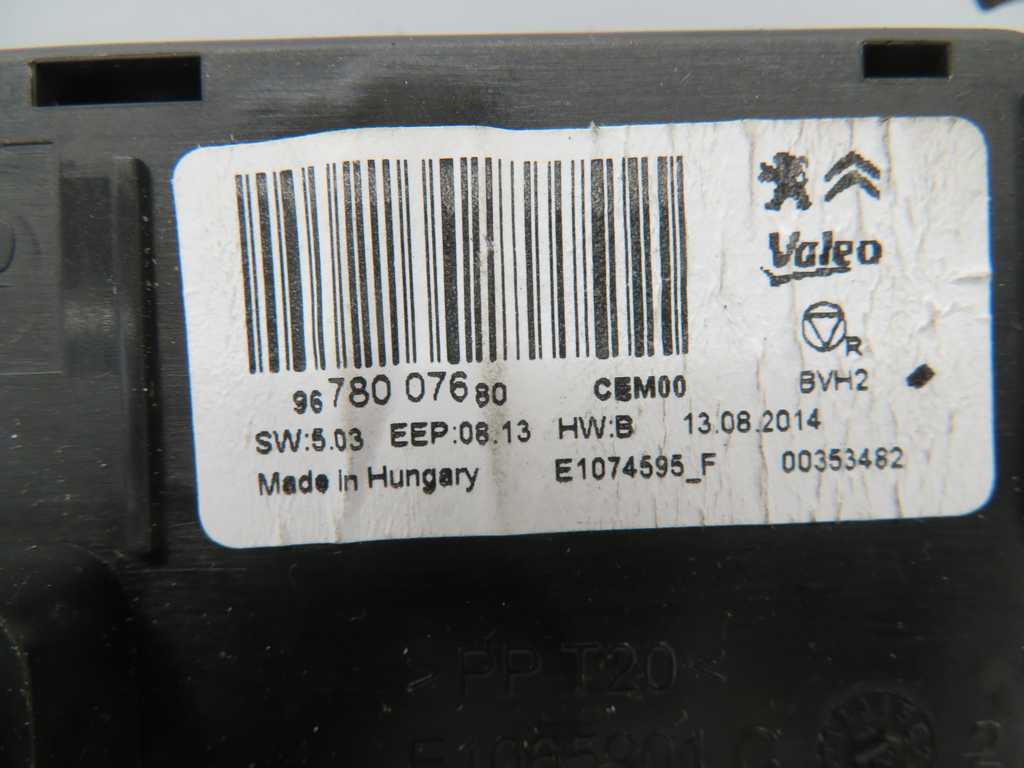 Valeo
R
BVH2
96 780 076 80 CEM00
SW:5.03 EEP:08.13 HW:B 13.08.2014
Made in Hungary E1074595_F 00353482
>PP T20<